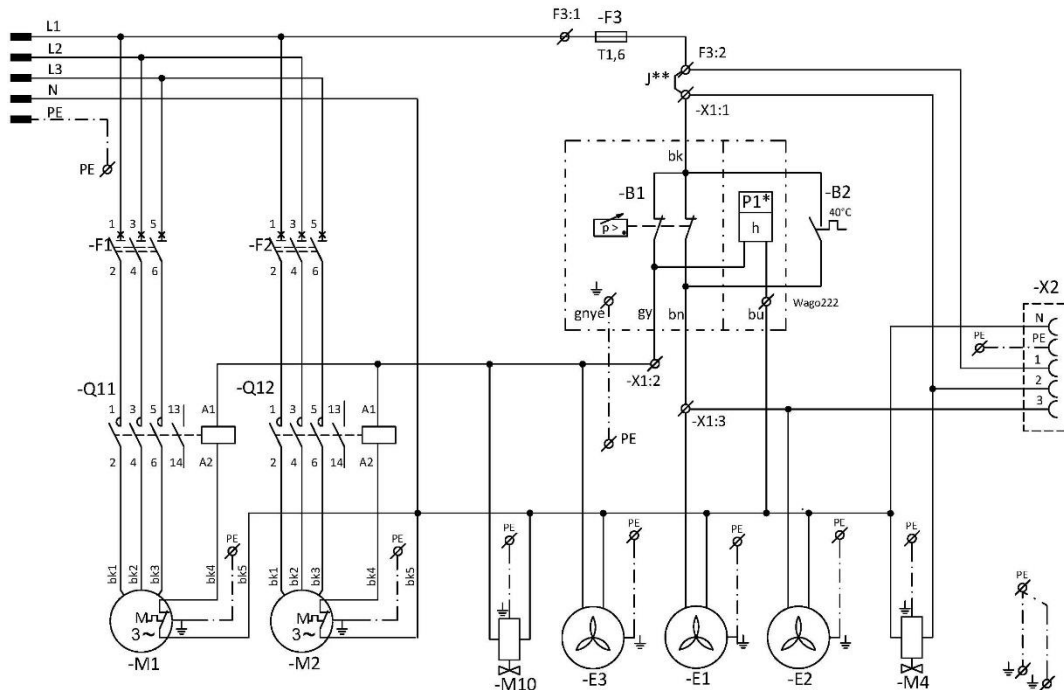 L1
L2
L3
N
PE
PE
F3:1
-F3
T1,6
F3:2
J**
-X1:1
bk
-B1
P1*
-B2
40°C
p>
h
1 3 5
-F1
2 4 6
1 3 5
-F2
2 4 6
gnye
gy
bn
bu
Wago222
-X2
N
PE
PE
1
2
3
-X1:2
-X1:3
PE
-Q11
1 3 5 13 A1
2 4 6 14 A2
-Q12
1 3 5 13 A1
2 4 6 14 A2
bk1 bk2 bk3 bk4 bk5
PE
bk1 bk2 bk3 bk4 bk5
PE
PE
PE
PE
PE
PE
PE
M
3~
-M1
M
3~
-M2
-M10
-E3
-E1
-E2
-M4